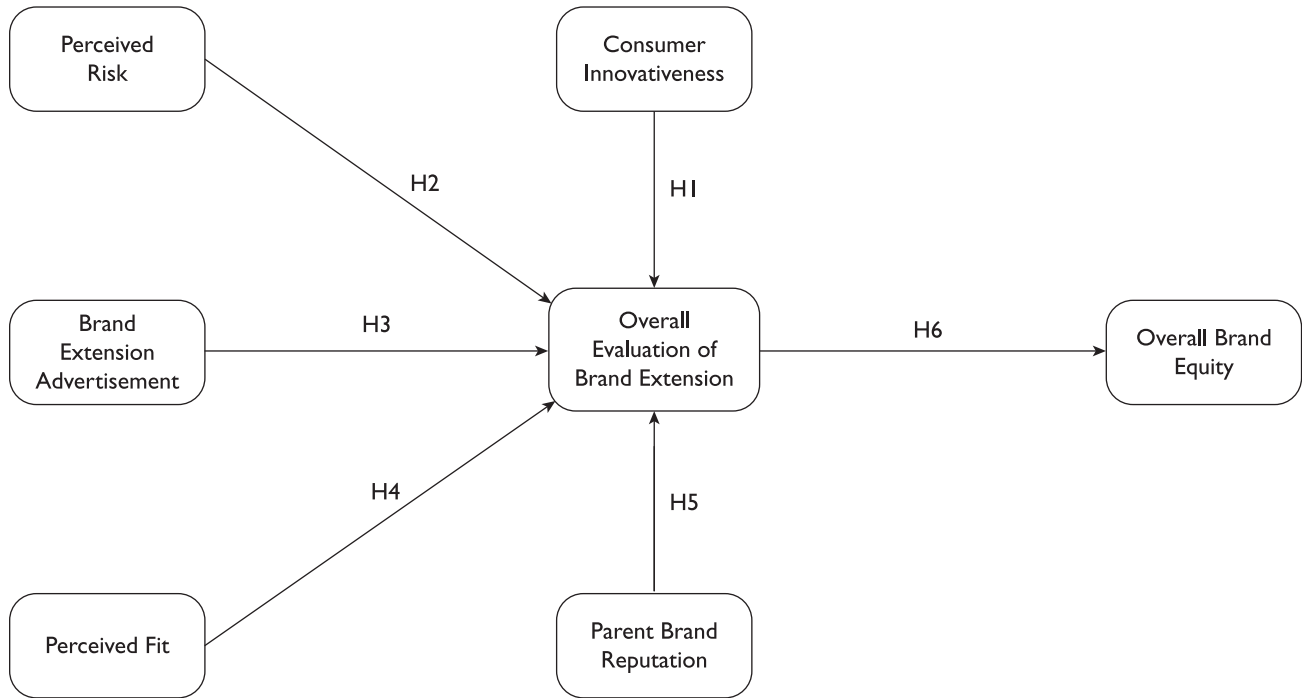 Perceived
Risk
Consumer
Innovativeness
H2
H1
Brand
Extension
Advertisement
H3
Overall
Evaluation of
Brand Extension
H6
Overall Brand
Equity
H4
H5
Perceived Fit
Parent Brand
Reputation